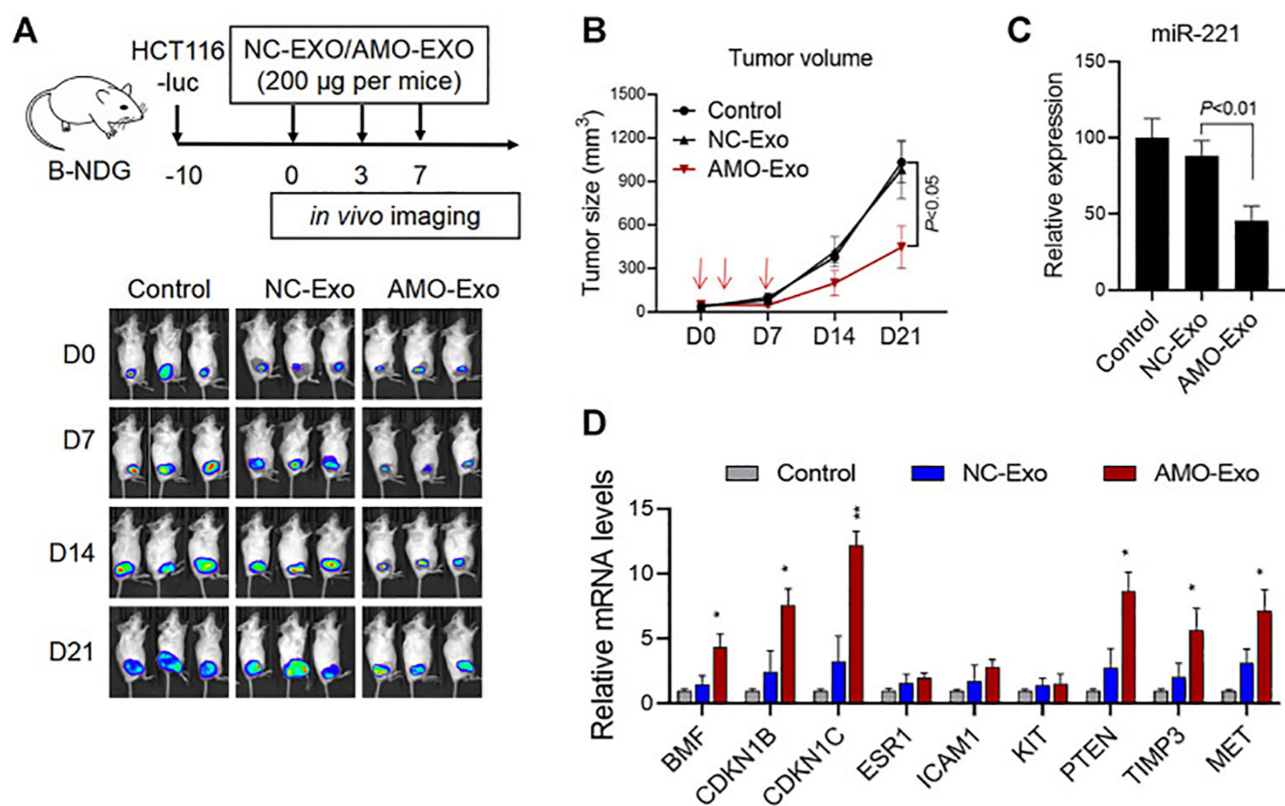 A
HCT116
-luc
NC-EXO/AMO-EXO
(200 µg per mice)
B-NDG
-10 0 3 7
in vivo imaging
Control NC-Exo AMO-Exo
D0
D7
D14
D21
B
Tumor volume
Tumor size (mm³)
1500
1200
900
600
300
0
Control
NC-Exo
AMO-Exo
P<0.05
D0 D7 D14 D21
C
miR-221
Relative expression
150
100
50
0
P<0.01
Control
NC-Exo
AMO-Exo
D
Control NC-Exo AMO-Exo
Relative mRNA levels
15
10
5
0
* * ** * * *
BMF
CDKN1B
CDKN1C
ESR1
ICAM1
KIT
PTEN
TIMP3
MET